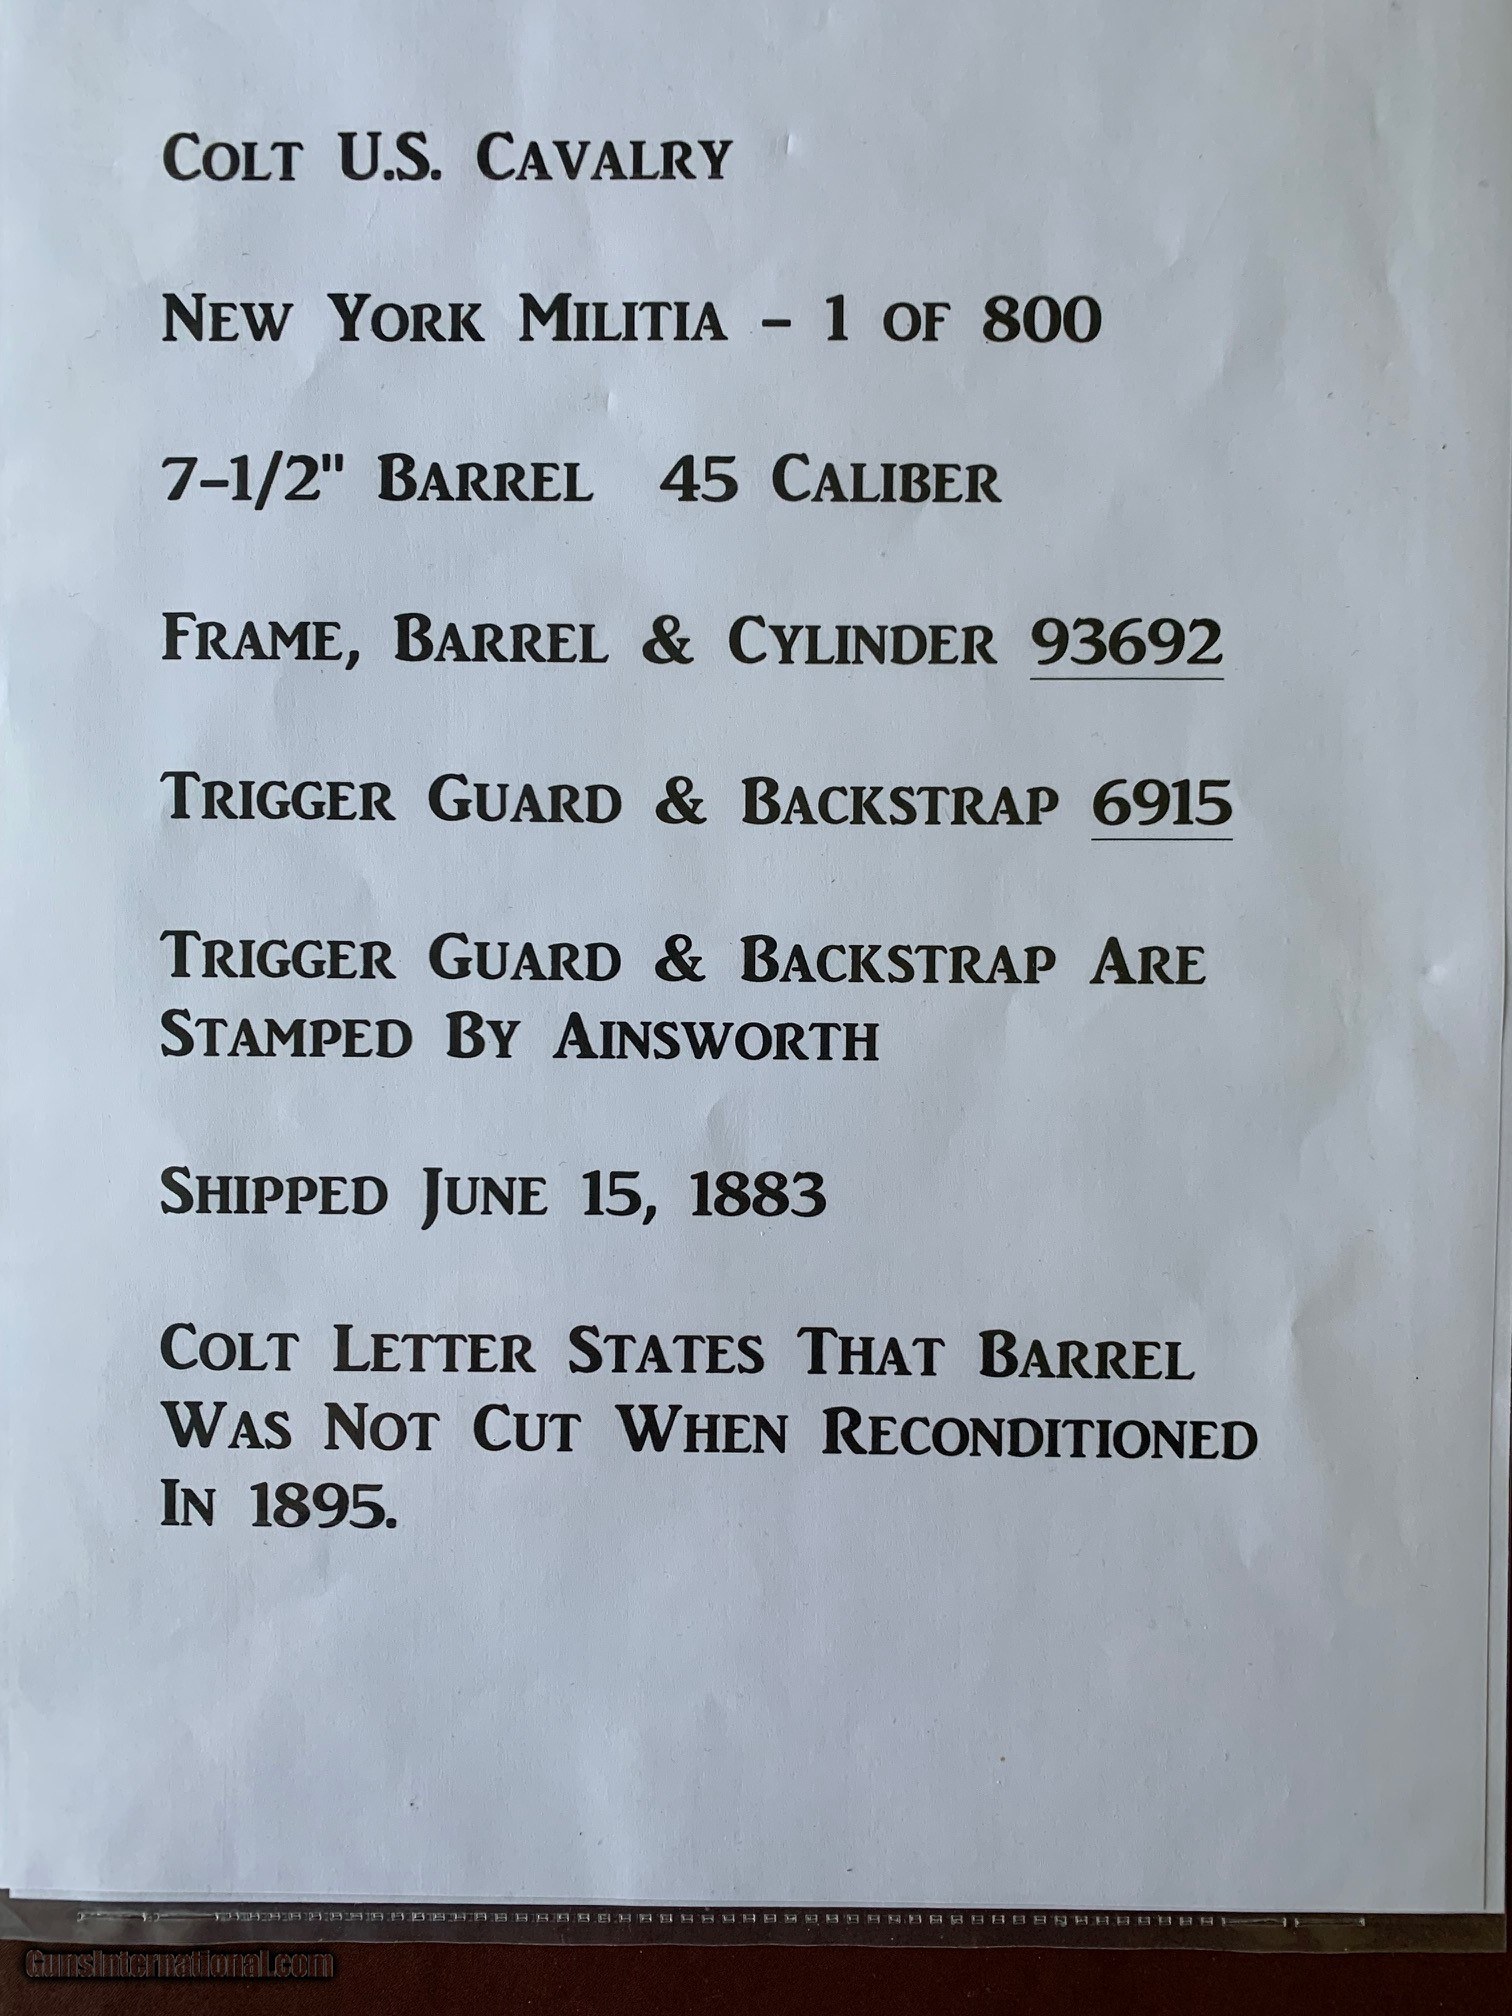 Colt U.S. Cavalry
New York Militia – 1 of 800
7–1/2" Barrel 45 Caliber
Frame, Barrel & Cylinder 93692
Trigger Guard & Backstrap 6915
Trigger Guard & Backstrap Are
Stamped By Ainsworth
Shipped June 15, 1883
Colt Letter States That Barrel
Was Not Cut When Reconditioned
In 1895.
GunsInternational.com